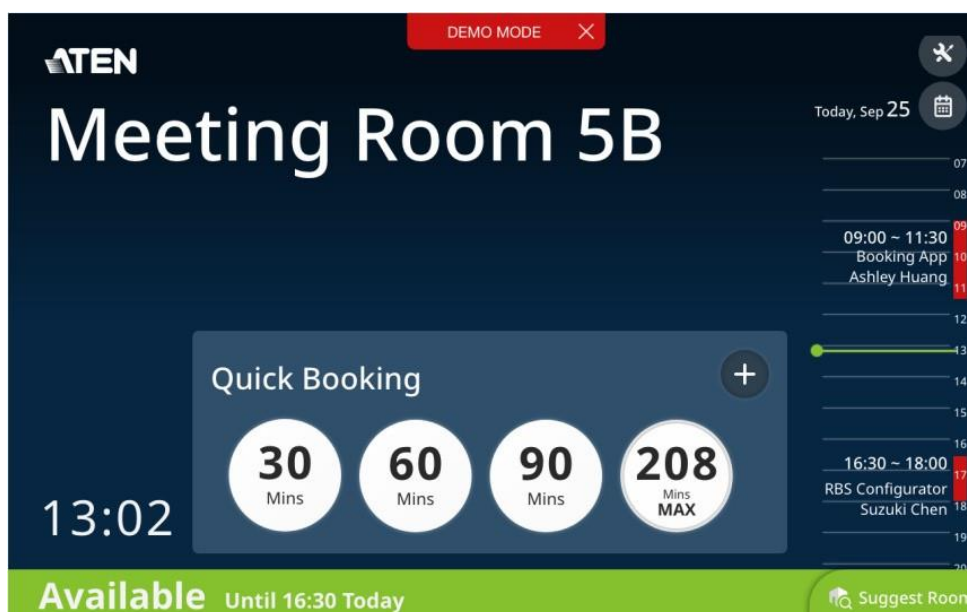 DEMO MODE
ATEN
Meeting Room 5B
Today, Sep 25
07
08
09
09:00 ~ 11:30
Booking App
10
Ashley Huang
11
12
13
14
15
16
16:30 ~ 18:00
17
RBS Configurator
Suzuki Chen
18
19
20
Quick Booking
30
Mins
60
Mins
90
Mins
208
Mins
MAX
13:02
Available Until 16:30 Today
Suggest Room